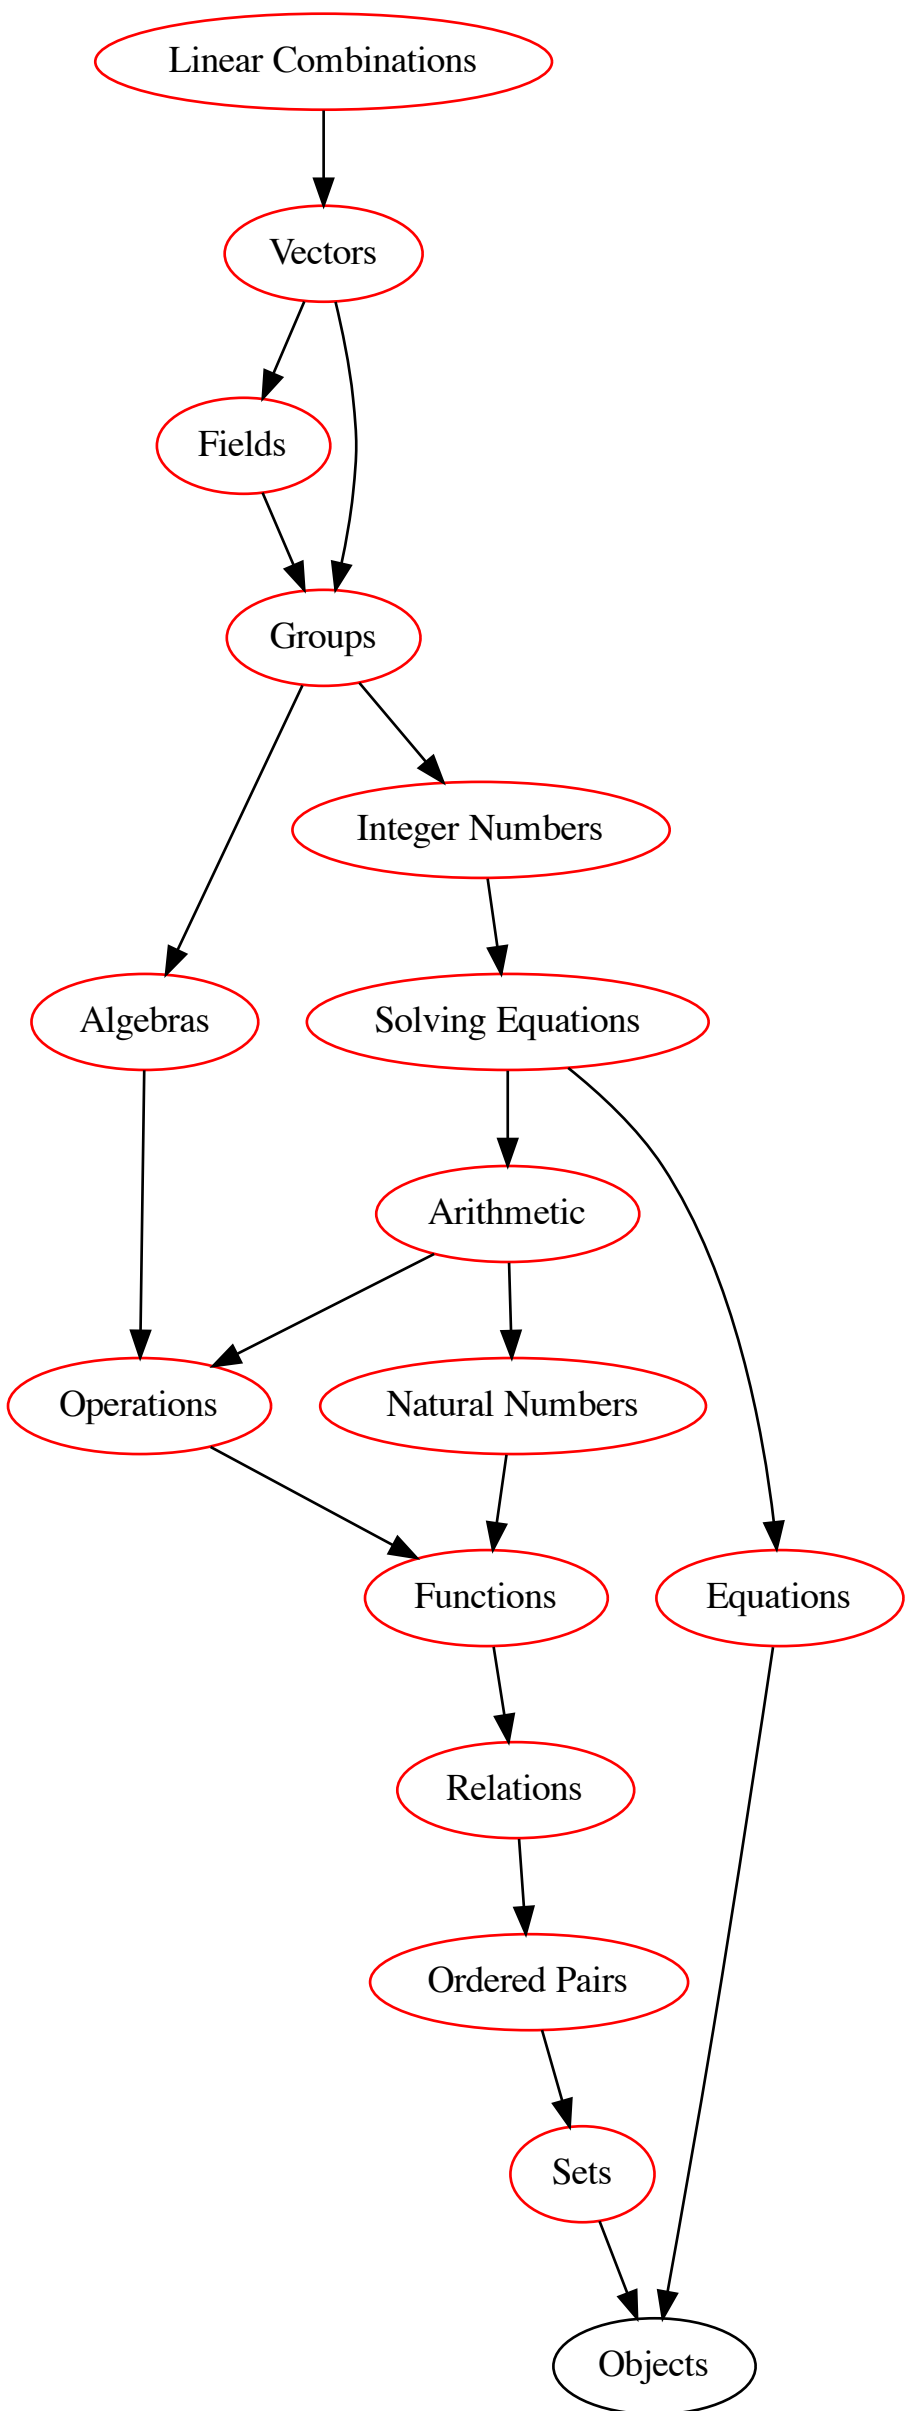 Linear Combinations
Vectors
Fields
Groups
Integer Numbers
Algebras
Solving Equations
Arithmetic
Operations
Natural Numbers
Functions
Equations
Relations
Ordered Pairs
Sets
Objects